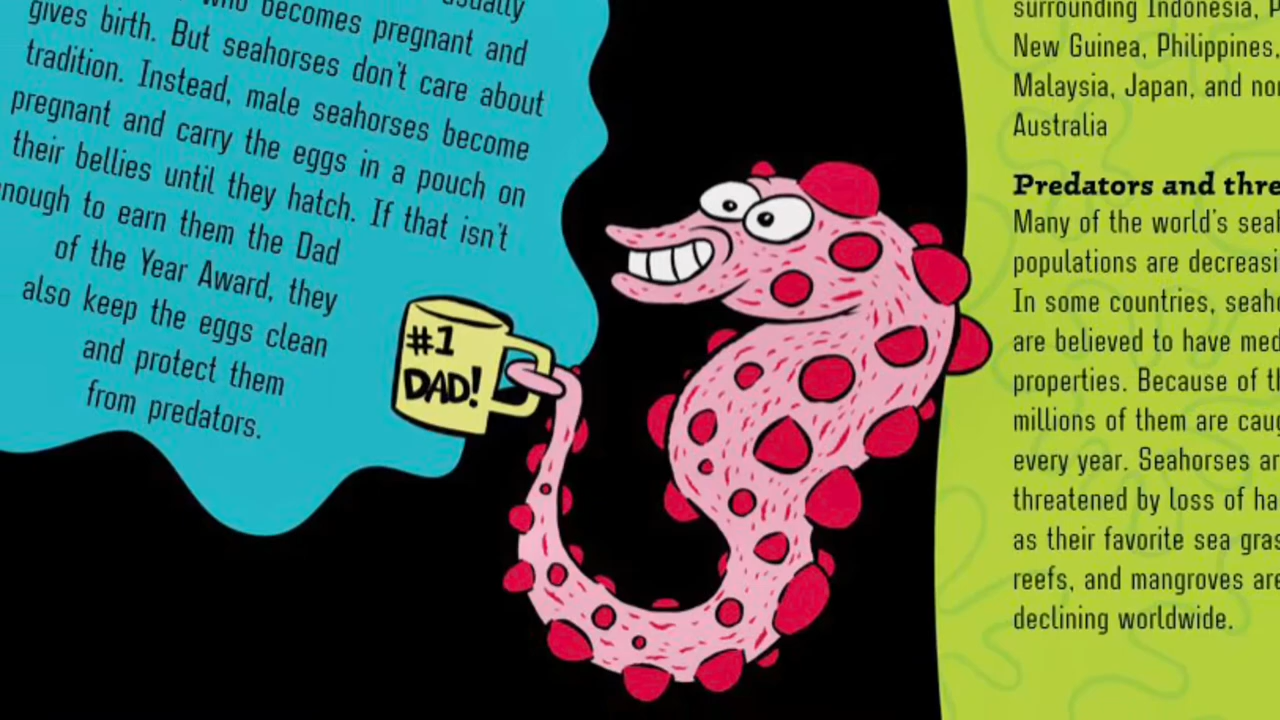 becomes pregnant and
gives birth. But seahorses don't care about
tradition. Instead, male seahorses become
pregnant and carry the eggs in a pouch on
their bellies until they hatch. If that isn't
to earn them the Dad
of the Year Award, they
also keep the eggs clean
and protect them
from predators.
#1
DAD!
surrounding Indonesia,
New Guinea, Philippines,
Malaysia, Japan, and
Australia
Predators and
Many of the world's
populations are
In some countries,
are believed to have
properties. Because of
millions of them are
every year. Seahorses
threatened by loss of
as their favorite sea
reefs, and mangroves are
declining worldwide.